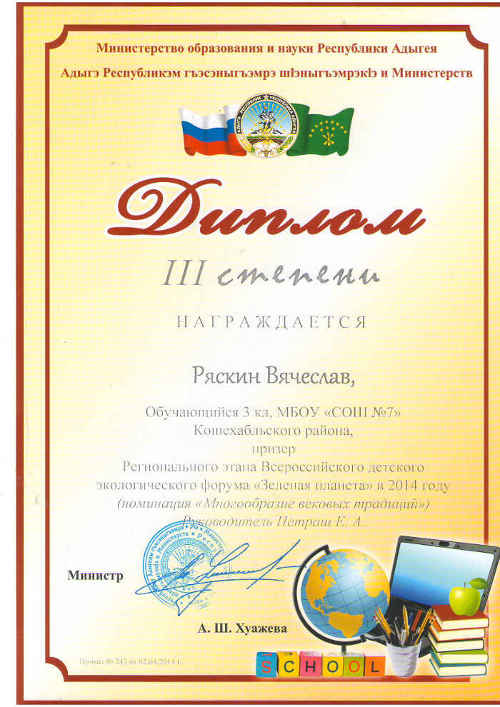 Министерство образования и науки Республики Адыгея
Адыгэ Республикэм гъэсэныгъэмрэ шӏэныгъэмрэкӏэ и Министерств
Диплом
III степени
НАГРАЖДАЕТСЯ
Ряскин Вячеслав,
Обучающийся 3 кл, МБОУ «СОШ №7»
Кошехабльского района,
призер
Регионального этапа Всероссийского детского
экологического форума «Зеленая планета» в 2014 году
(номинация «Многообразие вековых традиций»)
Руководитель Петраш Е. А.
Министр
А. Ш. Хуажева
SCHOOL
Приказ № 343 от 02.04.2014 г.